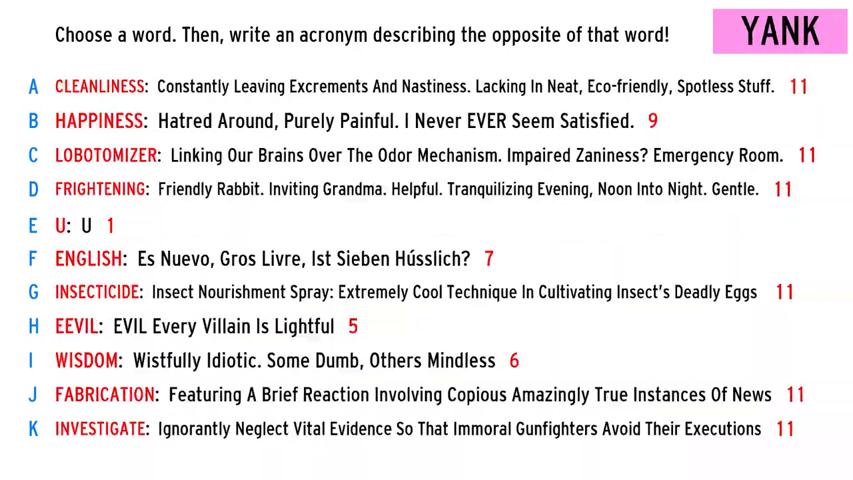 Choose a word. Then, write an acronym describing the opposite of that word!
YANK
A CLEANLINESS: Constantly Leaving Excrements And Nastiness. Lacking In Neat, Eco-friendly, Spotless Stuff. 11
B HAPPINESS: Hatred Around, Purely Painful. I Never EVER Seem Satisfied. 9
C LOBOTOMIZER: Linking Our Brains Over The Odor Mechanism. Impaired Zaniness? Emergency Room. 11
D FRIGHTENING: Friendly Rabbit. Inviting Grandma. Helpful. Tranquilizing Evening, Noon Into Night. Gentle. 11
E U: U 1
F ENGLISH: Es Nuevo, Gros Livre, Ist Sieben Hússlich? 7
G INSECTICIDE: Insect Nourishment Spray: Extremely Cool Technique In Cultivating Insect's Deadly Eggs 11
H EEVIL: EVIL Every Villain Is Lightful 5
I WISDOM: Wistfully Idiotic. Some Dumb, Others Mindless 6
J FABRICATION: Featuring A Brief Reaction Involving Copious Amazingly True Instances Of News 11
K INVESTIGATE: Ignorantly Neglect Vital Evidence So That Immoral Gunfighters Avoid Their Executions 11